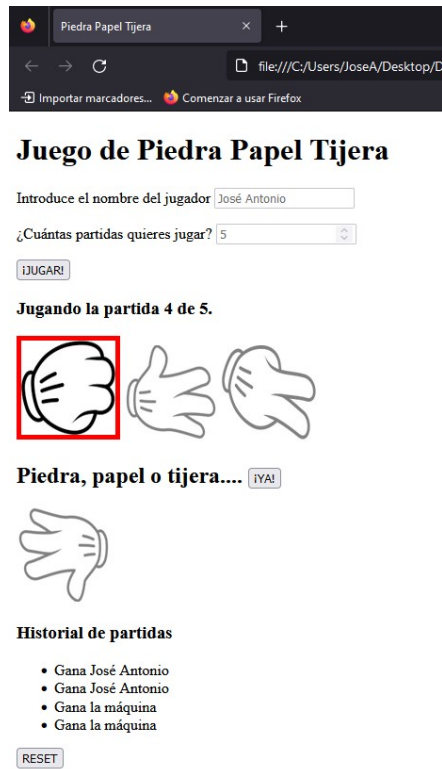 Piedra Papel Tijera
file:///C:/Users/JoseA/Desktop/D
Importar marcadores... Comenzar a usar Firefox
Juego de Piedra Papel Tijera
Introduce el nombre del jugador José Antonio
¿Cuántas partidas quieres jugar? 5
¡JUGAR!
Jugando la partida 4 de 5.
Piedra, papel o tijera.... ¡YA!
Historial de partidas
Gana José Antonio
Gana José Antonio
Gana la máquina
Gana la máquina
RESET